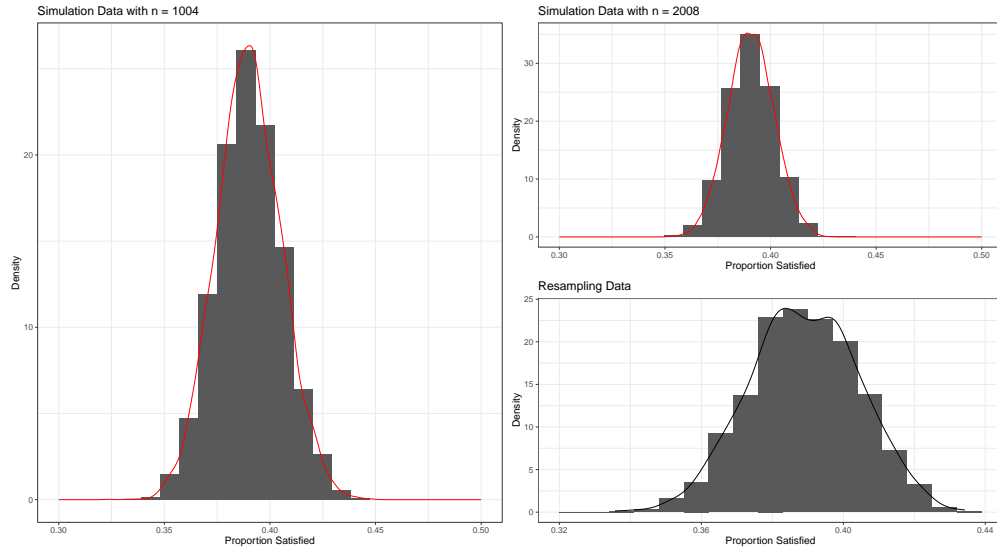 Simulation Data with n = 1004
20
10
0
Density
0.30 0.35 0.40 0.45 0.50
Proportion Satisfied
Simulation Data with n = 2008
30
20
10
0
Density
0.30 0.35 0.40 0.45 0.50
Proportion Satisfied
Resampling Data
25
20
15
10
5
0
Density
0.32 0.36 0.40 0.44
Proportion Satisfied